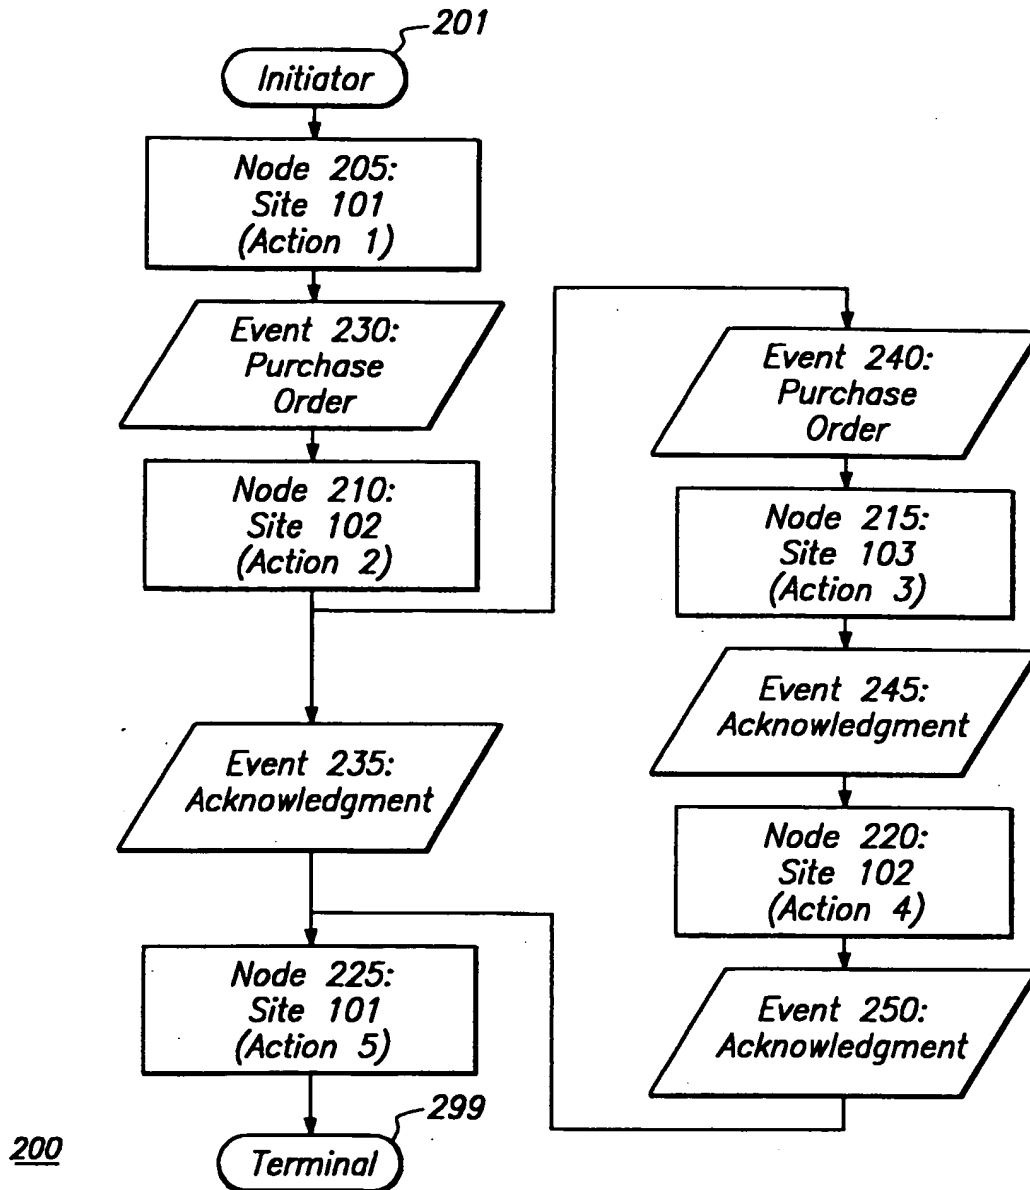 201
Initiator
Node 205:
Site 101
(Action 1)
Event 230:
Purchase
Order
Node 210:
Site 102
(Action 2)
Event 235:
Acknowledgment
Node 225:
Site 101
(Action 5)
299
Terminal
200
Event 240:
Purchase
Order
Node 215:
Site 103
(Action 3)
Event 245:
Acknowledgment
Node 220:
Site 102
(Action 4)
Event 250:
Acknowledgment